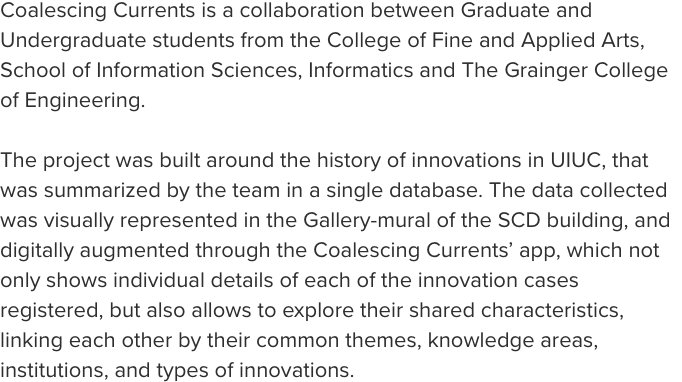 Coalescing Currents is a collaboration between Graduate and
Undergraduate students from the College of Fine and Applied Arts,
School of Information Sciences, Informatics and The Grainger College
of Engineering.

The project was built around the history of innovations in UIUC, that
was summarized by the team in a single database. The data collected
was visually represented in the Gallery-mural of the SCD building, and
digitally augmented through the Coalescing Currents’ app, which not
only shows individual details of each of the innovation cases
registered, but also allows to explore their shared characteristics,
linking each other by their common themes, knowledge areas,
institutions, and types of innovations.